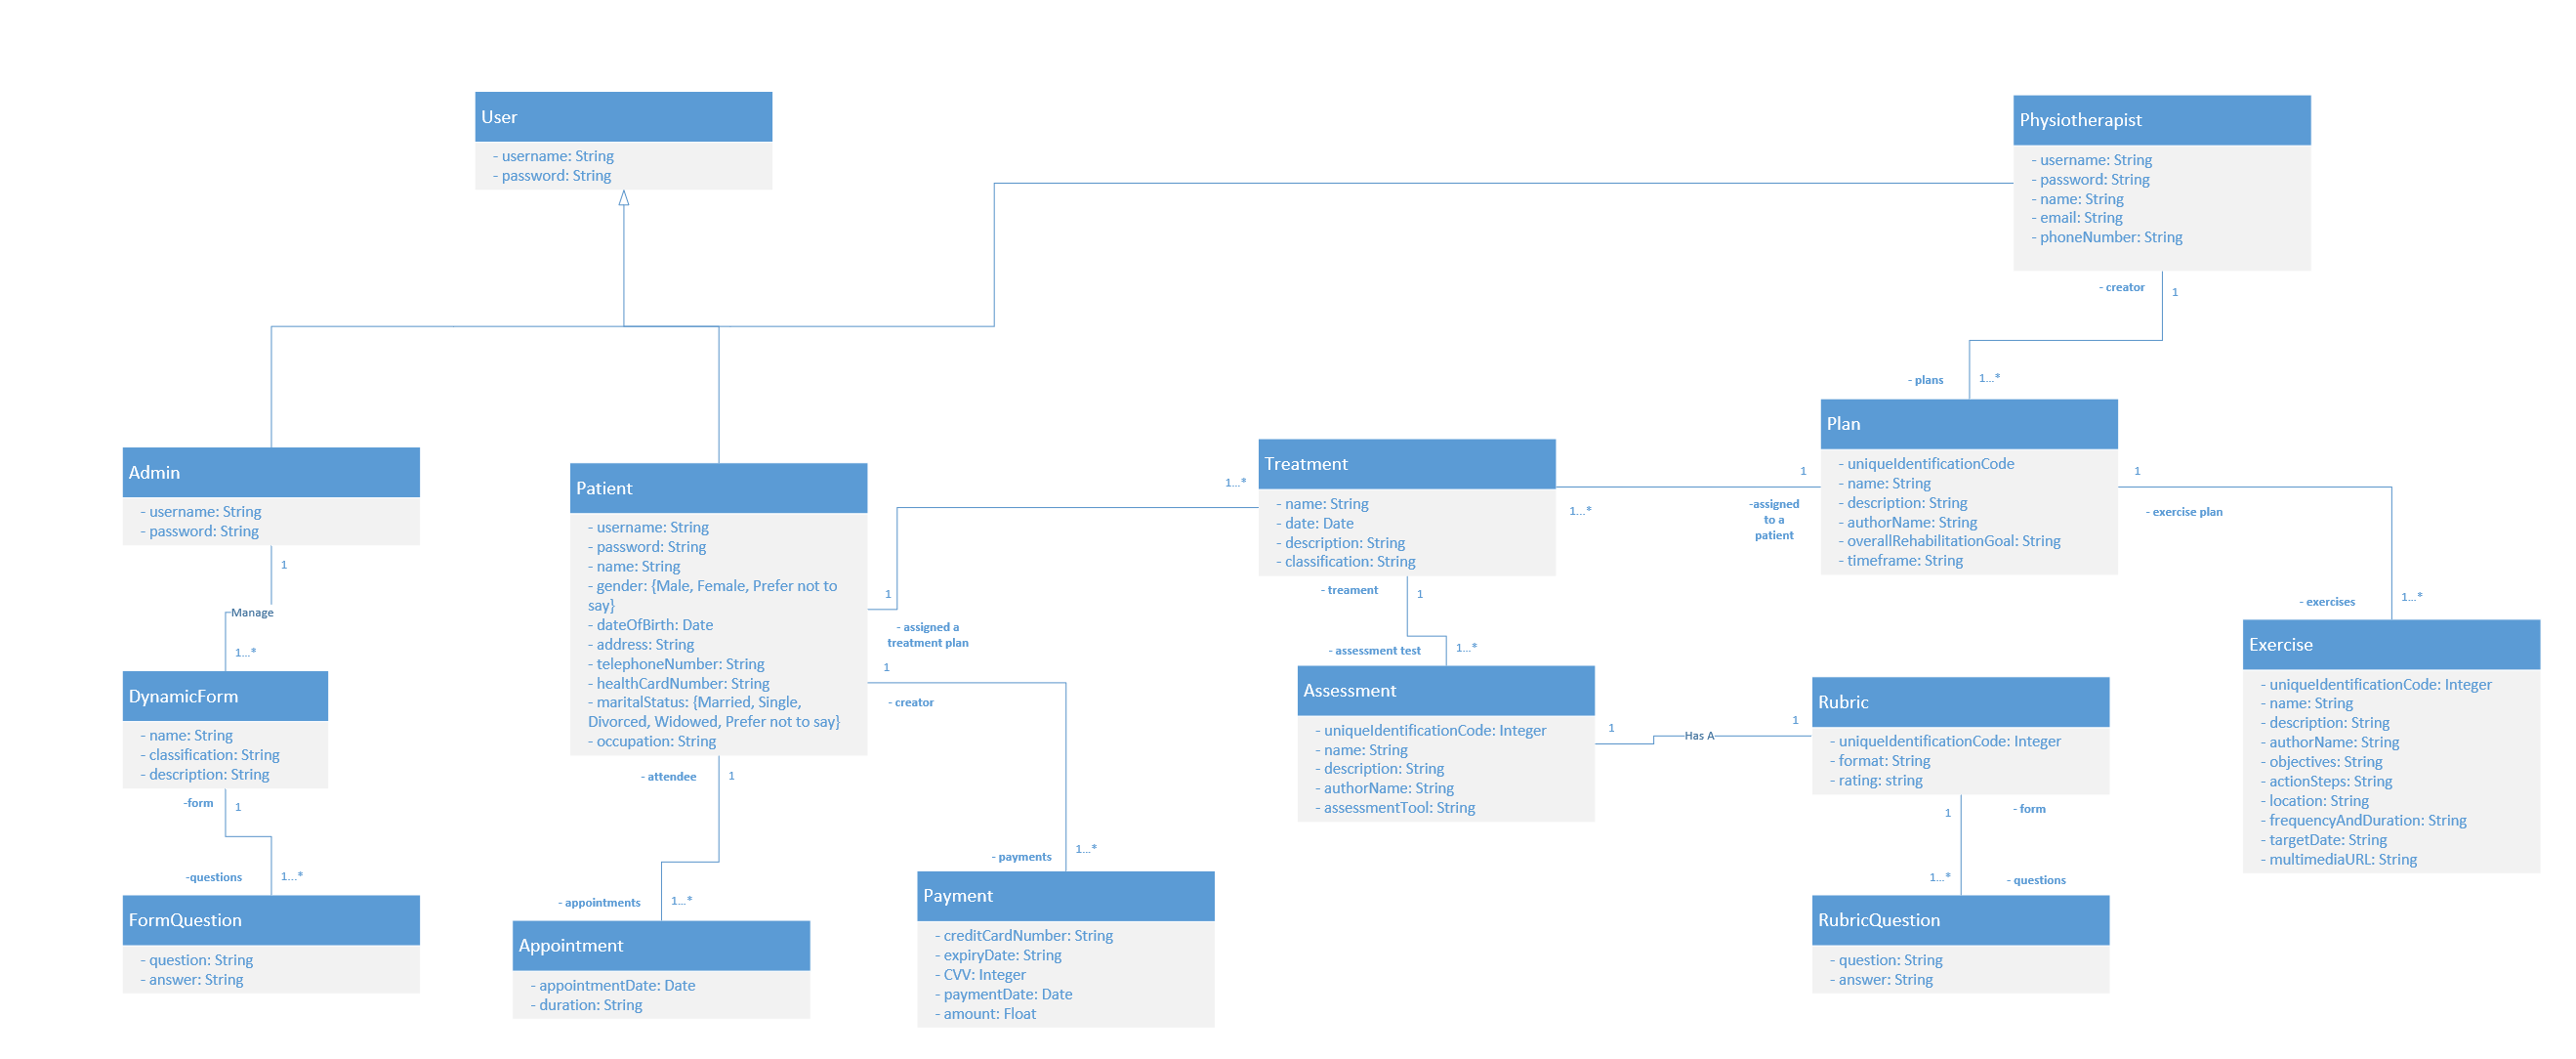 User
- username: String
- password: String
Physiotherapist
- username: String
- password: String
- name: String
- email: String
- phoneNumber: String
- creator
1
- plans
1...*
Plan
- uniqueIdentificationCode
- name: String
- description: String
- authorName: String
- overallRehabilitationGoal: String
- timeframe: String
1
-assigned
to a
patient
1
- exercise plan
- exercises
1...*
Exercise
- uniqueIdentificationCode: Integer
- name: String
- description: String
- authorName: String
- objectives: String
- actionSteps: String
- location: String
- frequencyAndDuration: String
- targetDate: String
- multimediaURL: String
Admin
- username: String
- password: String
1
Manage
1...*
DynamicForm
- name: String
- classification: String
- description: String
-form
1
-questions
1...*
FormQuestion
- question: String
- answer: String
Patient
- username: String
- password: String
- name: String
- gender: {Male, Female, Prefer not to
say}
- dateOfBirth: Date
- address: String
- telephoneNumber: String
- healthCardNumber: String
- maritalStatus: {Married, Single,
Divorced, Widowed, Prefer not to say}
- occupation: String
1
- assigned a
treatment plan
1
- creator
- attendee
1
- appointments
1...*
Appointment
- appointmentDate: Date
- duration: String
- payments
1...*
Payment
- creditCardNumber: String
- expiryDate: String
- CVV: Integer
- paymentDate: Date
- amount: Float
1...*
Treatment
- name: String
- date: Date
- description: String
- classification: String
1...*
- treament
1
- assessment test
1...*
Assessment
- uniqueIdentificationCode: Integer
- name: String
- description: String
- authorName: String
- assessmentTool: String
1
Has A
1
Rubric
- uniqueIdentificationCode: Integer
- format: String
- rating: string
1
- form
1...*
- questions
RubricQuestion
- question: String
- answer: String